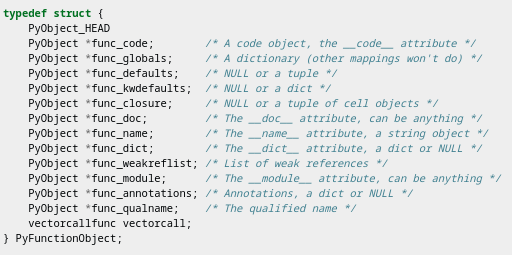 typedef struct {
    PyObject_HEAD
    PyObject *func_code;        /* A code object, the __code__ attribute */
    PyObject *func_globals;     /* A dictionary (other mappings won't do) */
    PyObject *func_defaults;    /* NULL or a tuple */
    PyObject *func_kwdefaults;  /* NULL or a dict */
    PyObject *func_closure;     /* NULL or a tuple of cell objects */
    PyObject *func_doc;         /* The __doc__ attribute, can be anything */
    PyObject *func_name;        /* The __name__ attribute, a string object */
    PyObject *func_dict;        /* The __dict__ attribute, a dict or NULL */
    PyObject *func_weakreflist; /* List of weak references */
    PyObject *func_module;      /* The __module__ attribute, can be anything */
    PyObject *func_annotations; /* Annotations, a dict or NULL */
    PyObject *func_qualname;    /* The qualified name */
    vectorcallfunc vectorcall;
} PyFunctionObject;